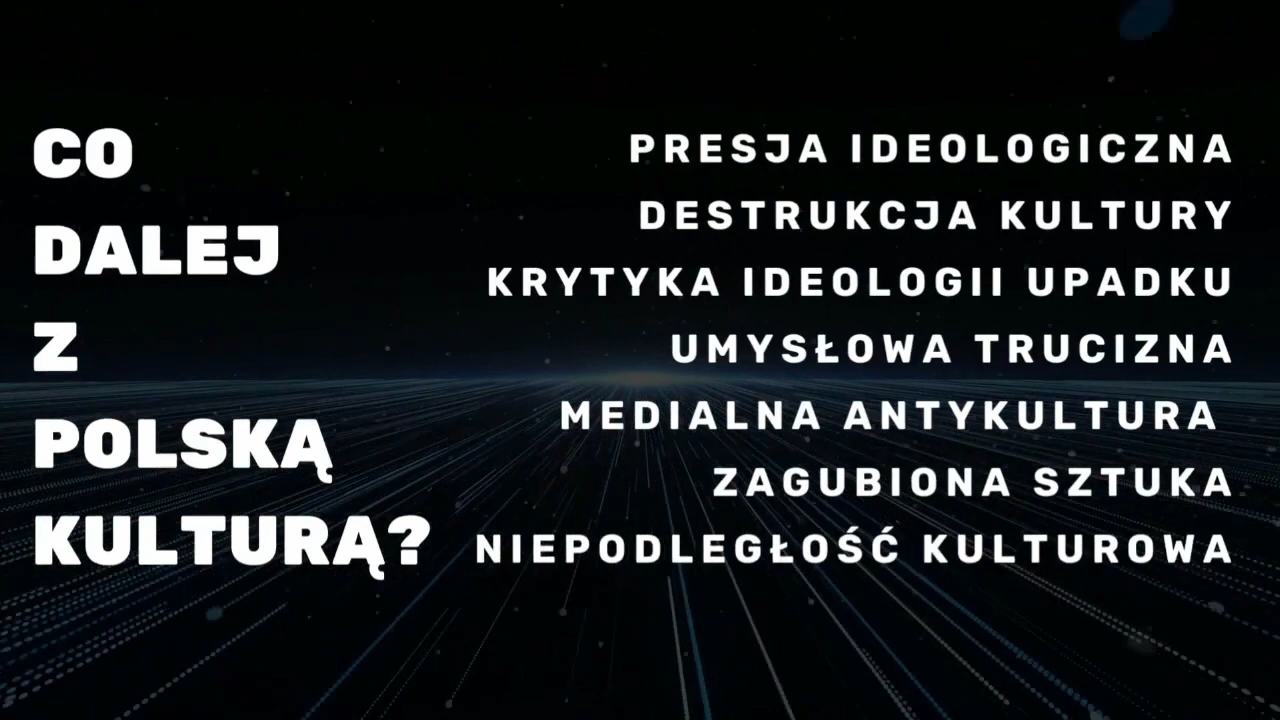 CO
DALEJ
Z
POLSKĄ
KULTURĄ?
PRESJA IDEOLOGICZNA
DESTRUKCJA KULTURY
KRYTYKA IDEOLOGII UPADKU
UMYSŁOWA TRUCIZNA
MEDIALNA ANTYKULTURA
ZAGUBIONA SZTUKA
NIEPODLEGŁOŚĆ KULTUROWA